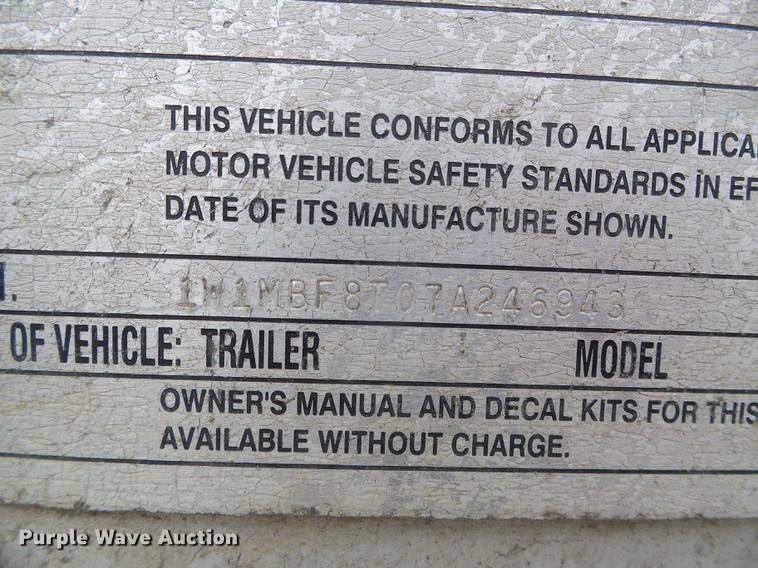 THIS VEHICLE CONFORMS TO ALL APPLICA
MOTOR VEHICLE SAFETY STANDARDS IN EF
DATE OF ITS MANUFACTURE SHOWN.
1W1MBF8T07A246943
OF VEHICLE: TRAILER MODEL
OWNER'S MANUAL AND DECAL KITS FOR THIS
AVAILABLE WITHOUT CHARGE.
Purple Wave Auction